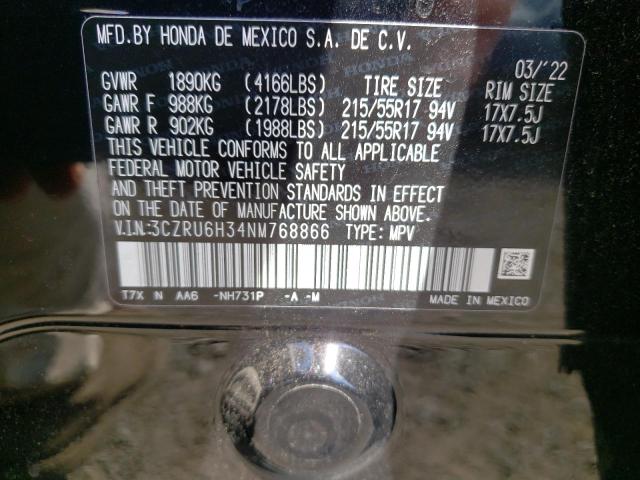 MFD.BY HONDA DE MEXICO S.A. DE C.V.
03/'22
GVWR 1890KG (4166LBS) TIRE SIZE RIM SIZE
GAWR F 988KG (2178LBS) 215/55R17 94V 17X7.5J
GAWR R 902KG (1988LBS) 215/55R17 94V 17X7.5J
THIS VEHICLE CONFORMS TO ALL APPLICABLE
FEDERAL MOTOR VEHICLE SAFETY
AND THEFT PREVENTION STANDARDS IN EFFECT
ON THE DATE OF MANUFACTURE SHOWN ABOVE.
V.I.N:3CZRU6H34NM768866 TYPE: MPV
T7X N AA6 -NH731P -A -M
MADE IN MEXICO